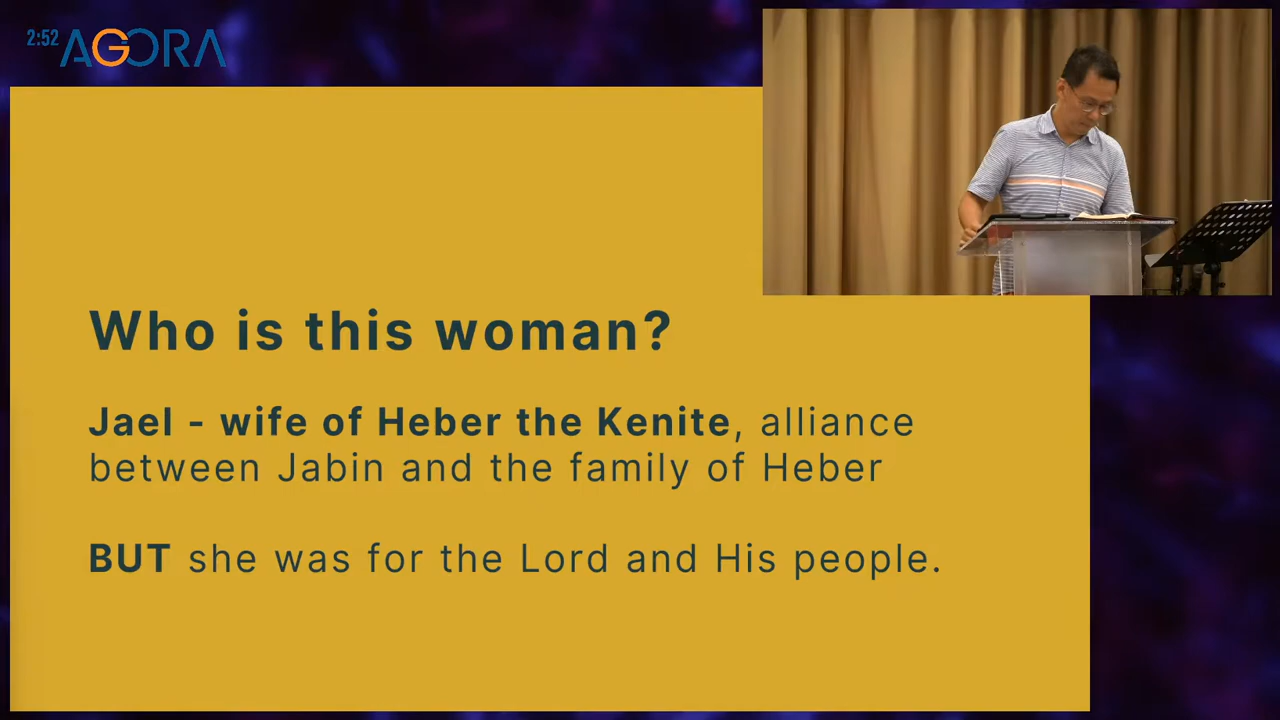 2:52 AGORA
Who is this woman?
Jael - wife of Heber the Kenite, alliance
between Jabin and the family of Heber
BUT she was for the Lord and His people.